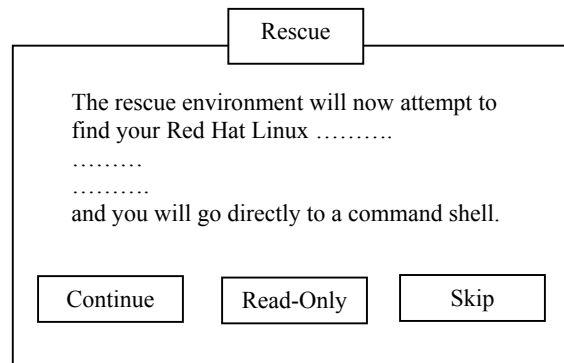 Rescue
The rescue environment will now attempt to
find your Red Hat Linux ……….
………
……….
and you will go directly to a command shell.
Continue
Read-Only
Skip